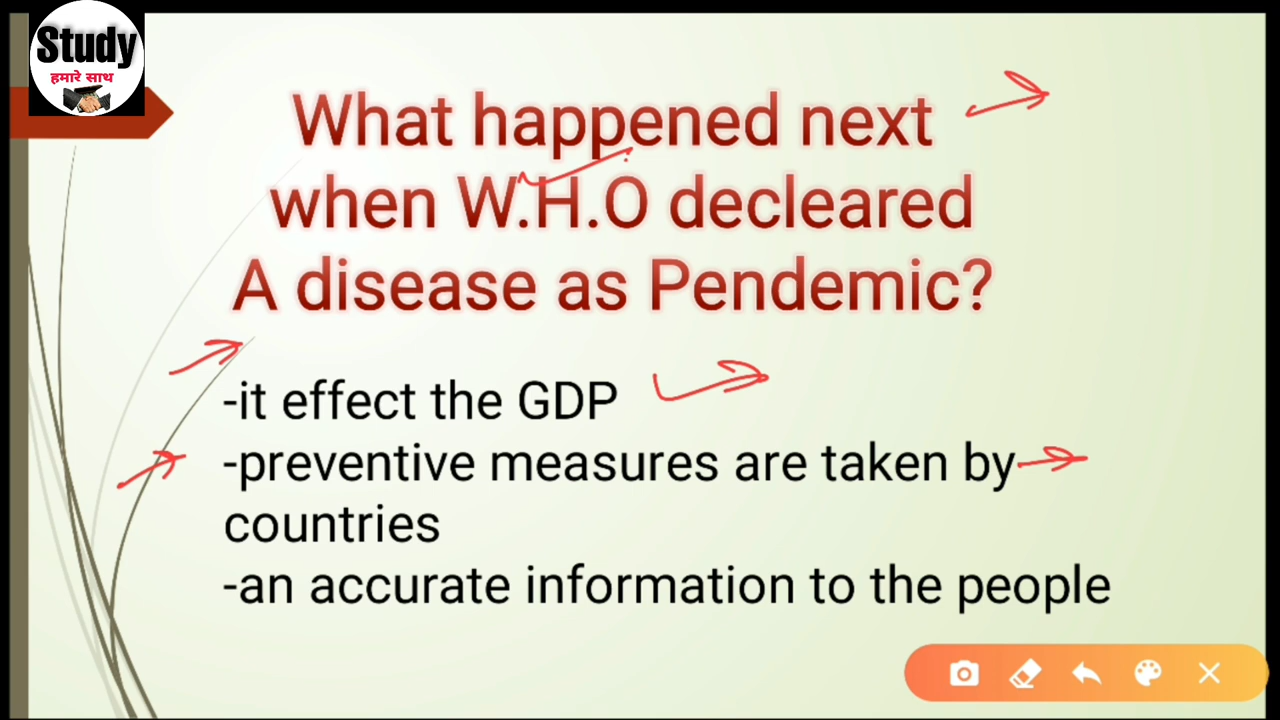 Study
हमारे साथ
What happened next
when W.H.O decleared
A disease as Pendemic?
-it effect the GDP
-preventive measures are taken by
countries
-an accurate information to the people